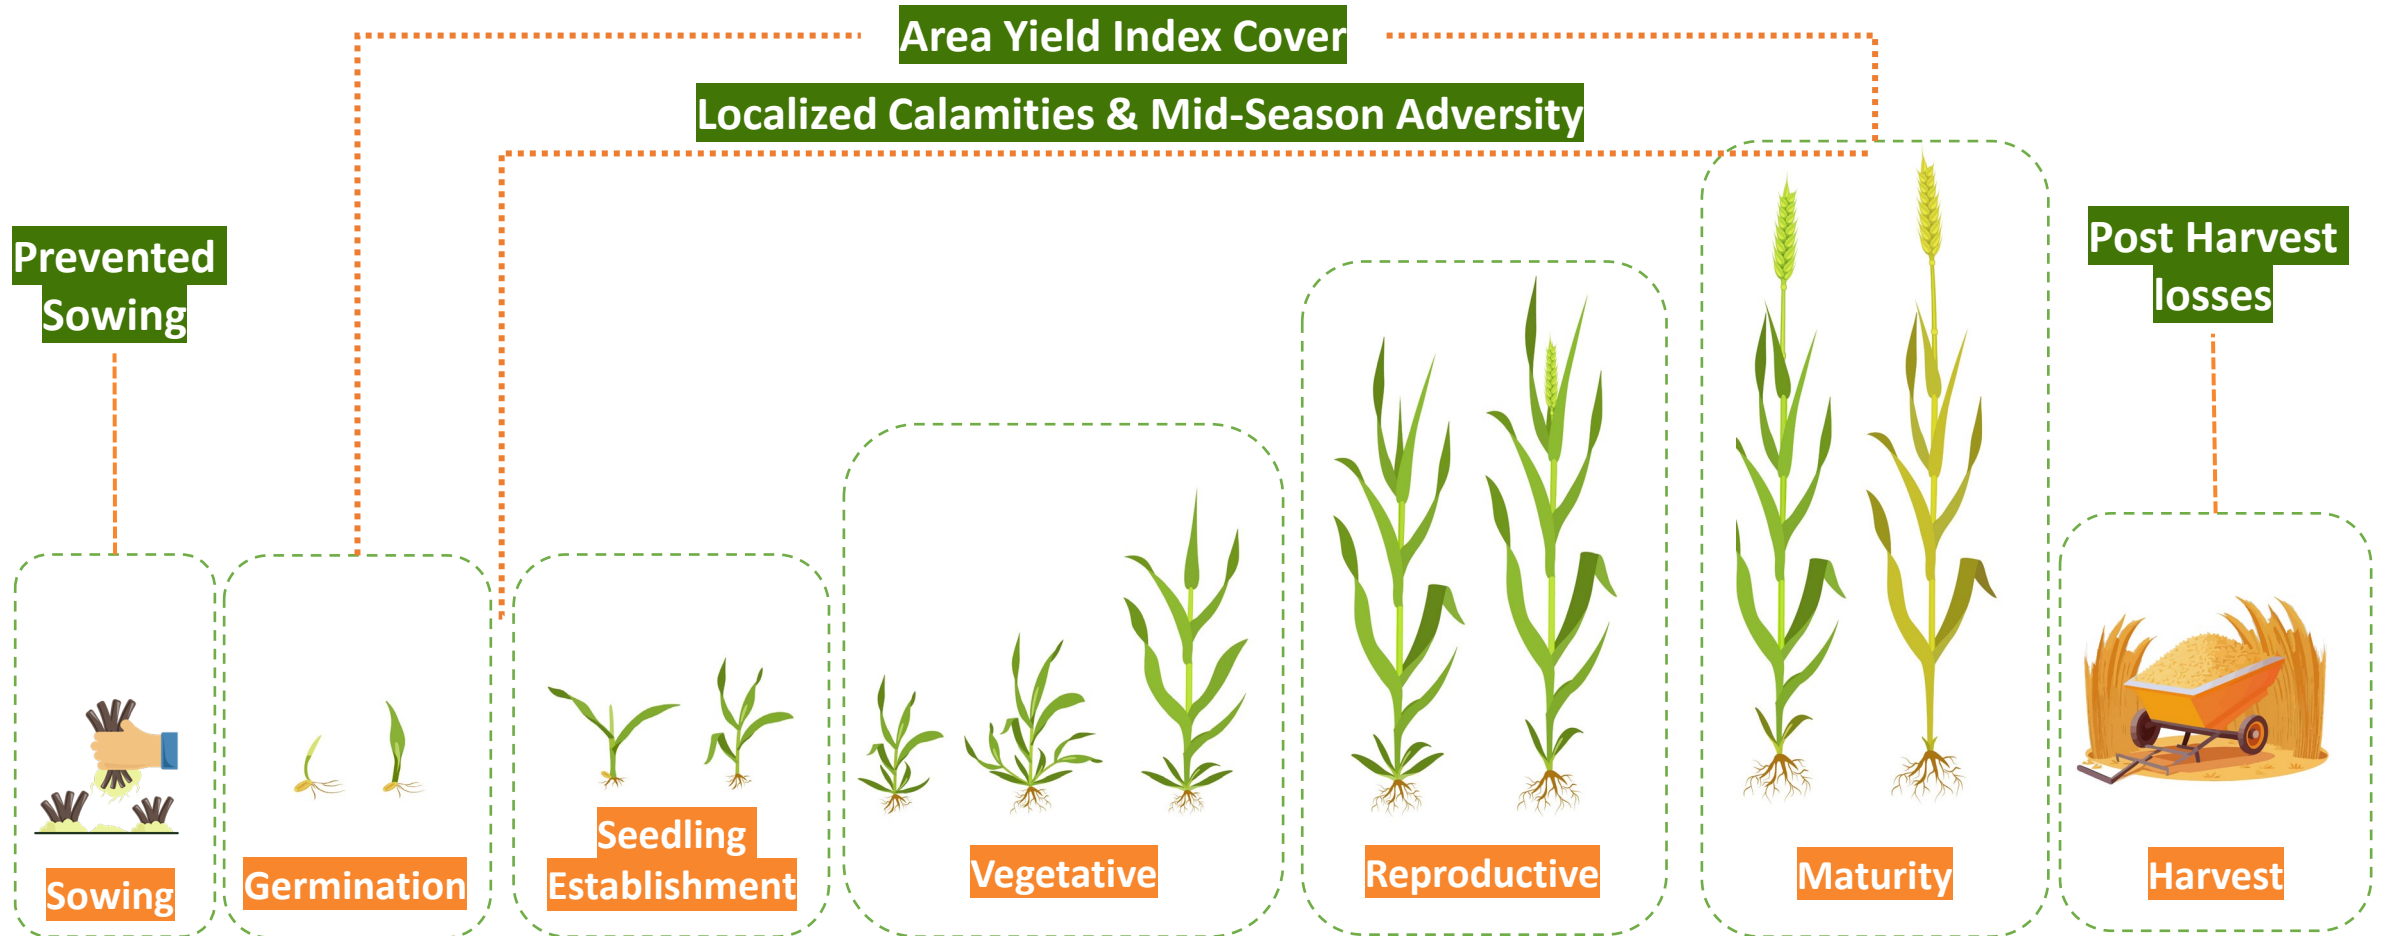 Area Yield Index Cover
Localized Calamities & Mid-Season Adversity
Prevented
Sowing
Post Harvest
losses
Sowing
Germination
Seedling
Establishment
Vegetative
Reproductive
Maturity
Harvest